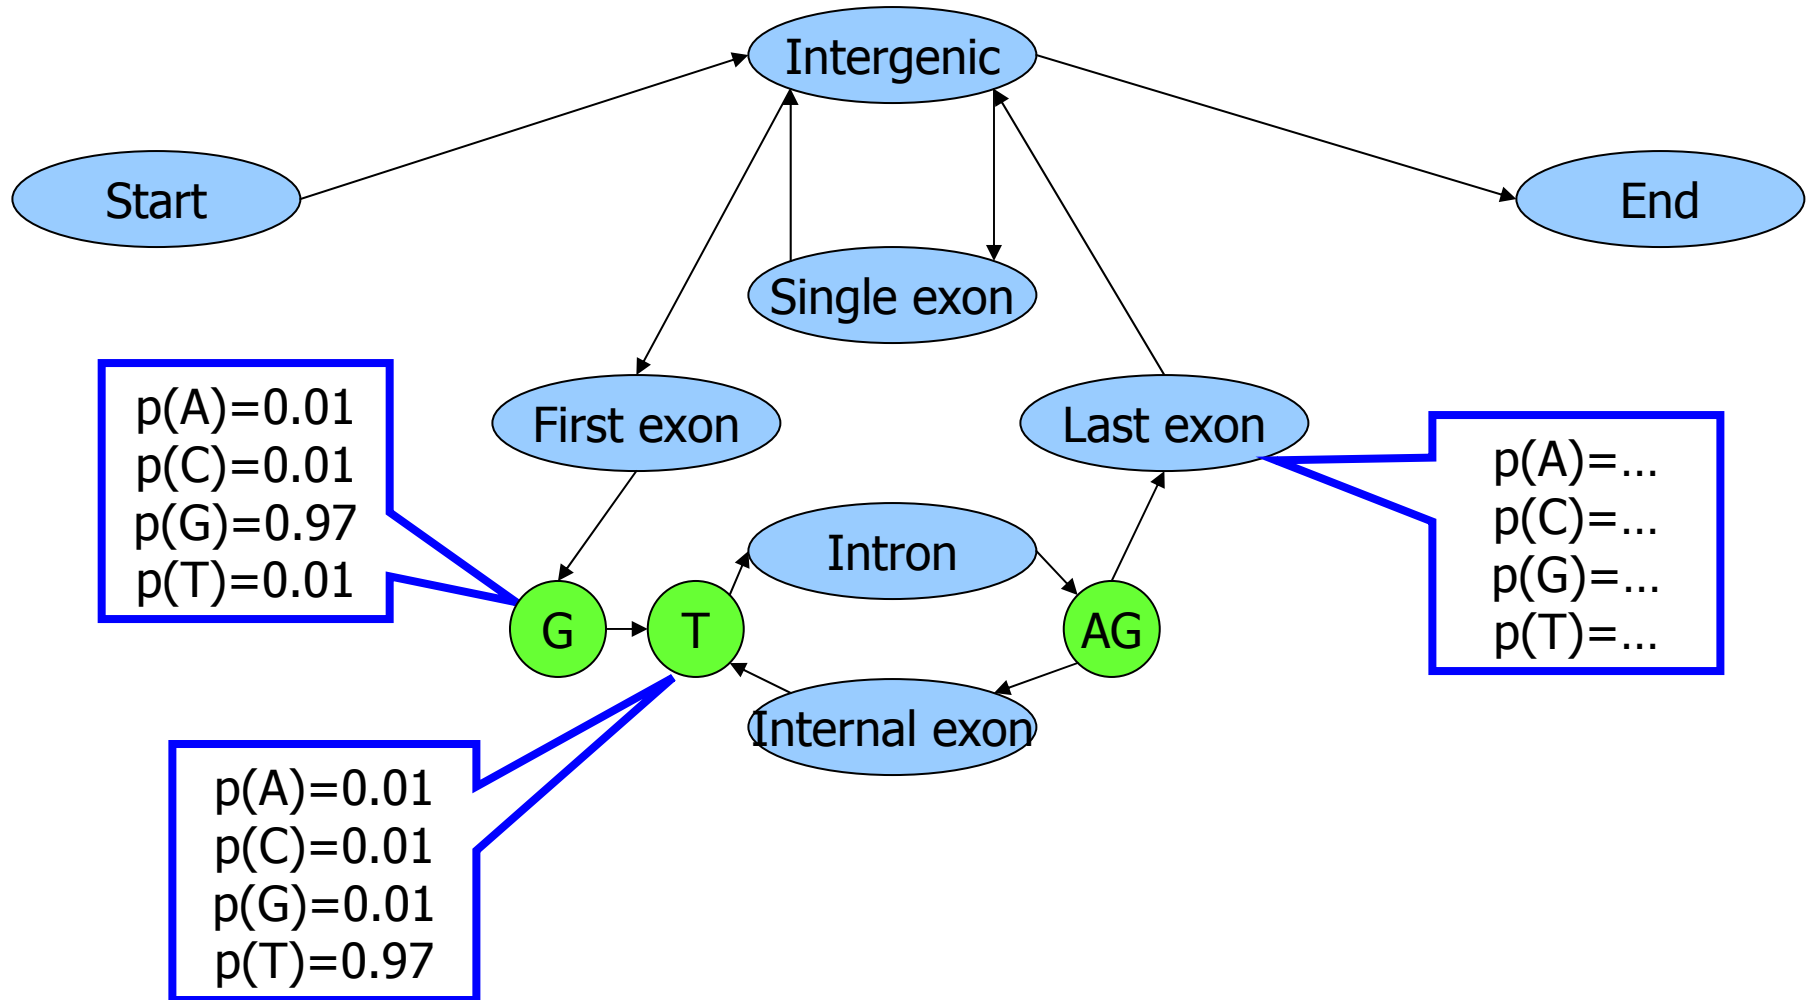 Intergenic
Start
End
Single exon
p(A)=0.01
p(C)=0.01
p(G)=0.97
p(T)=0.01
First exon
Last exon
p(A)=...
p(C)=...
p(G)=...
p(T)=...
Intron
G
T
AG
Internal exon
p(A)=0.01
p(C)=0.01
p(G)=0.01
p(T)=0.97